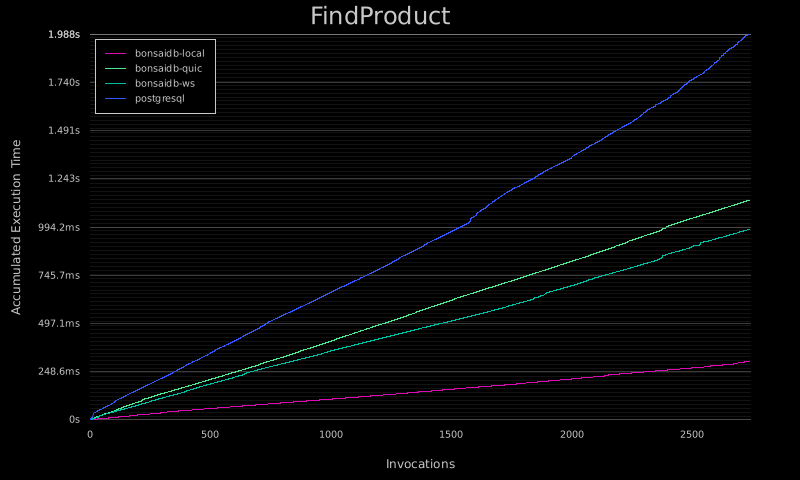 FindProduct
1.988s
bonsaidb-local
bonsaidb-quic
bonsaidb-ws
postgresql
1.740s
1.491s
1.243s
994.2ms
745.7ms
497.1ms
248.6ms
0s
Accumulated Execution Time
0 500 1000 1500 2000 2500
Invocations